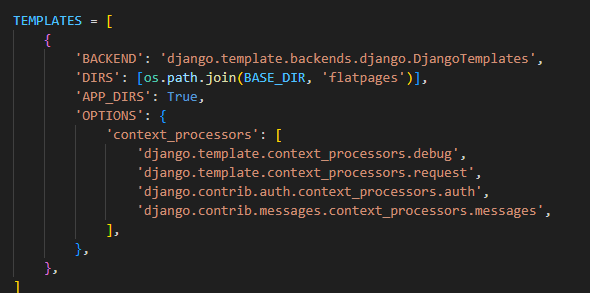 TEMPLATES = [
    {
        'BACKEND': 'django.template.backends.django.DjangoTemplates',
        'DIRS': [os.path.join(BASE_DIR, 'flatpages')],
        'APP_DIRS': True,
        'OPTIONS': {
            'context_processors': [
                'django.template.context_processors.debug',
                'django.template.context_processors.request',
                'django.contrib.auth.context_processors.auth',
                'django.contrib.messages.context_processors.messages',
            ],
        },
    },
]